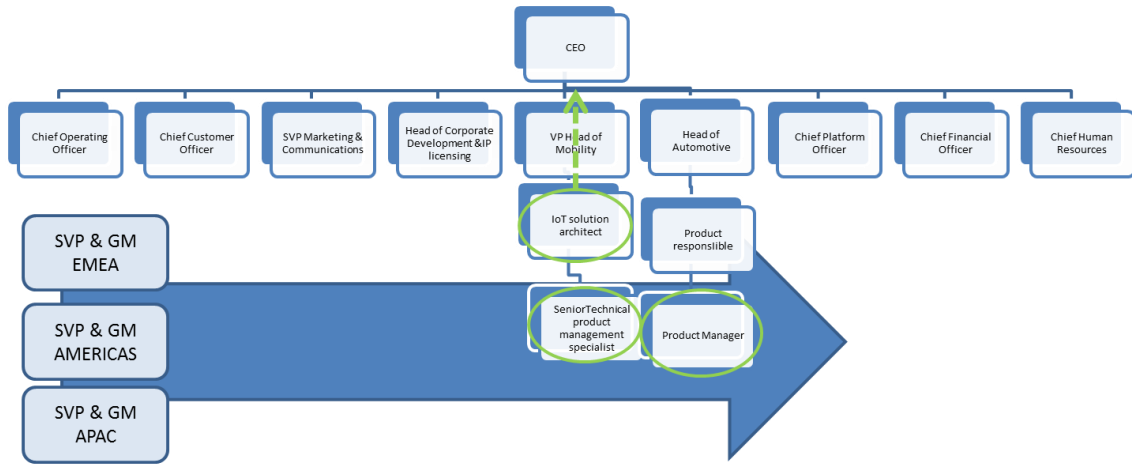 CEO
Chief Operating
Officer
Chief Customer
Officer
SVP Marketing &
Communications
Head of Corporate
Development &IP
licensing
VP Head of
Mobility
Head of
Automotive
Chief Platform
Officer
Chief Financial
Officer
Chief Human
Resources
IoT solution
architect
Product
responslible
SVP & GM
EMEA
SeniorTechnical
product
management
specialist
Product Manager
SVP & GM
AMERICAS
SVP & GM
APAC